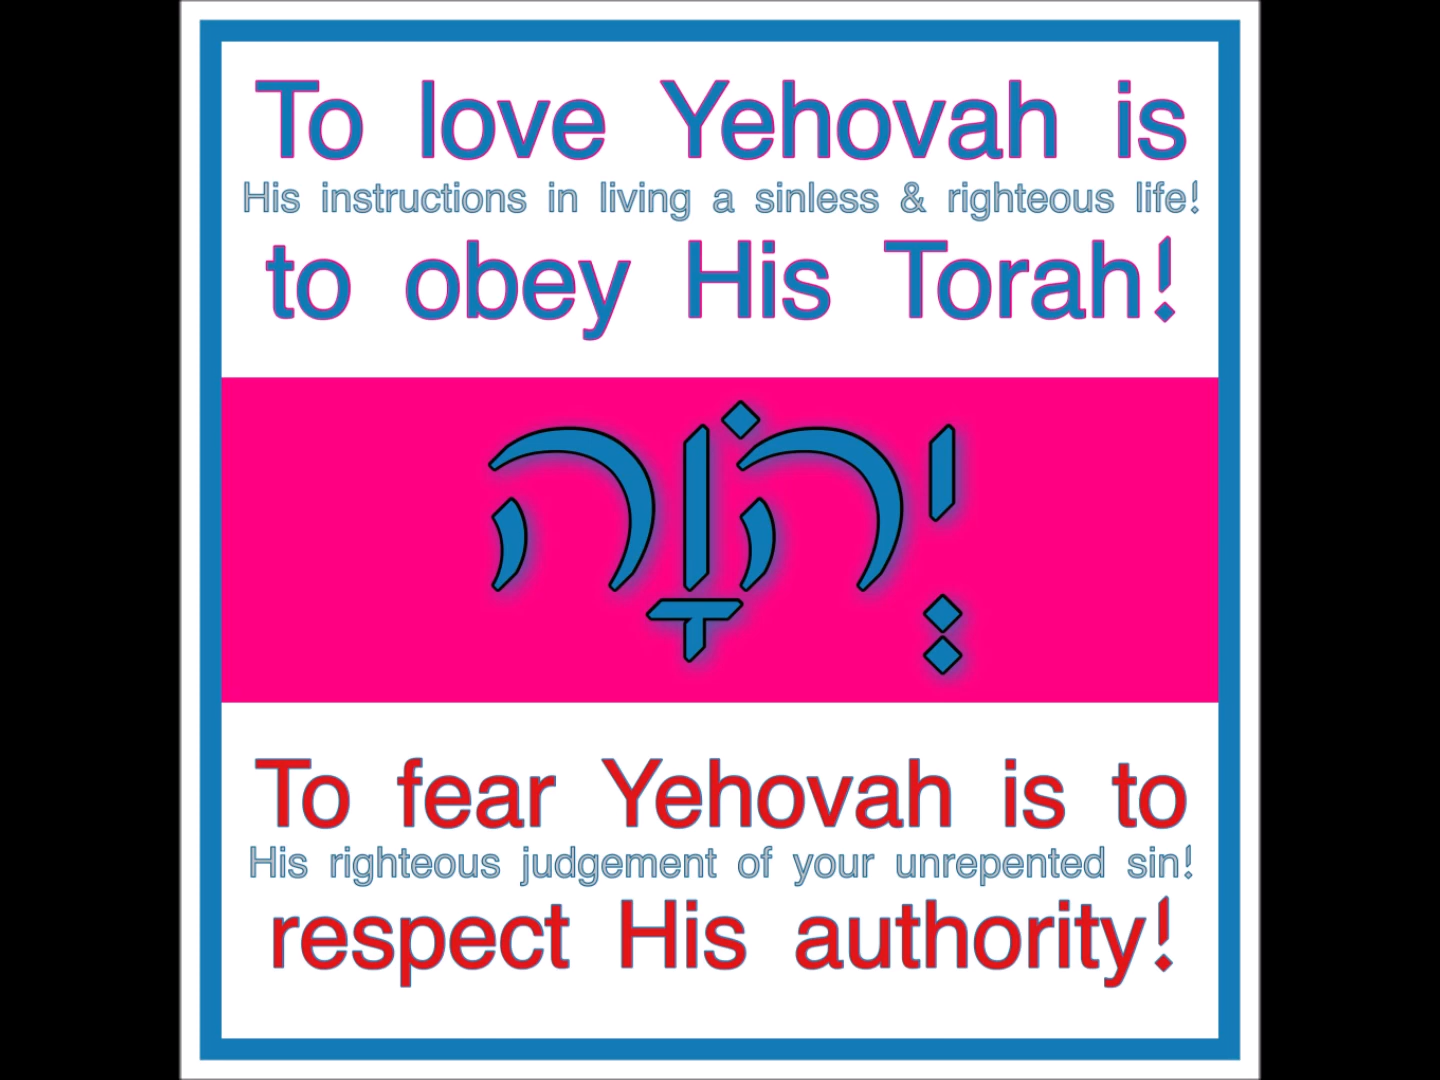 To love Yehovah is
His instructions in living a sinless & righteous life!
to obey His Torah!
יְהֹוָה
To fear Yehovah is to
His righteous judgement of your unrepented sin!
respect His authority!